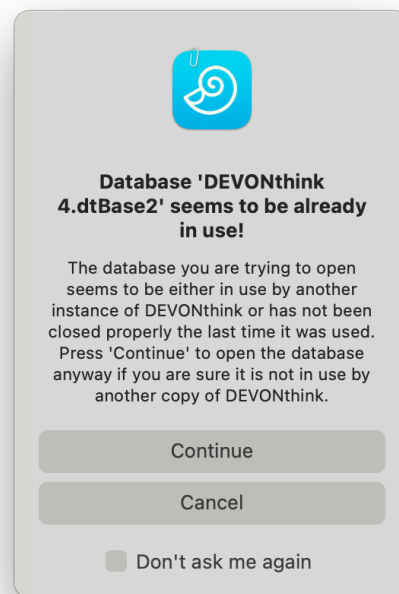 Database 'DEVONthink
4.dtBase2' seems to be already
in use!
The database you are trying to open
seems to be either in use by another
instance of DEVONthink or has not been
closed properly the last time it was used.
Press 'Continue' to open the database
anyway if you are sure it is not in use by
another copy of DEVONthink.
Continue
Cancel
Don't ask me again